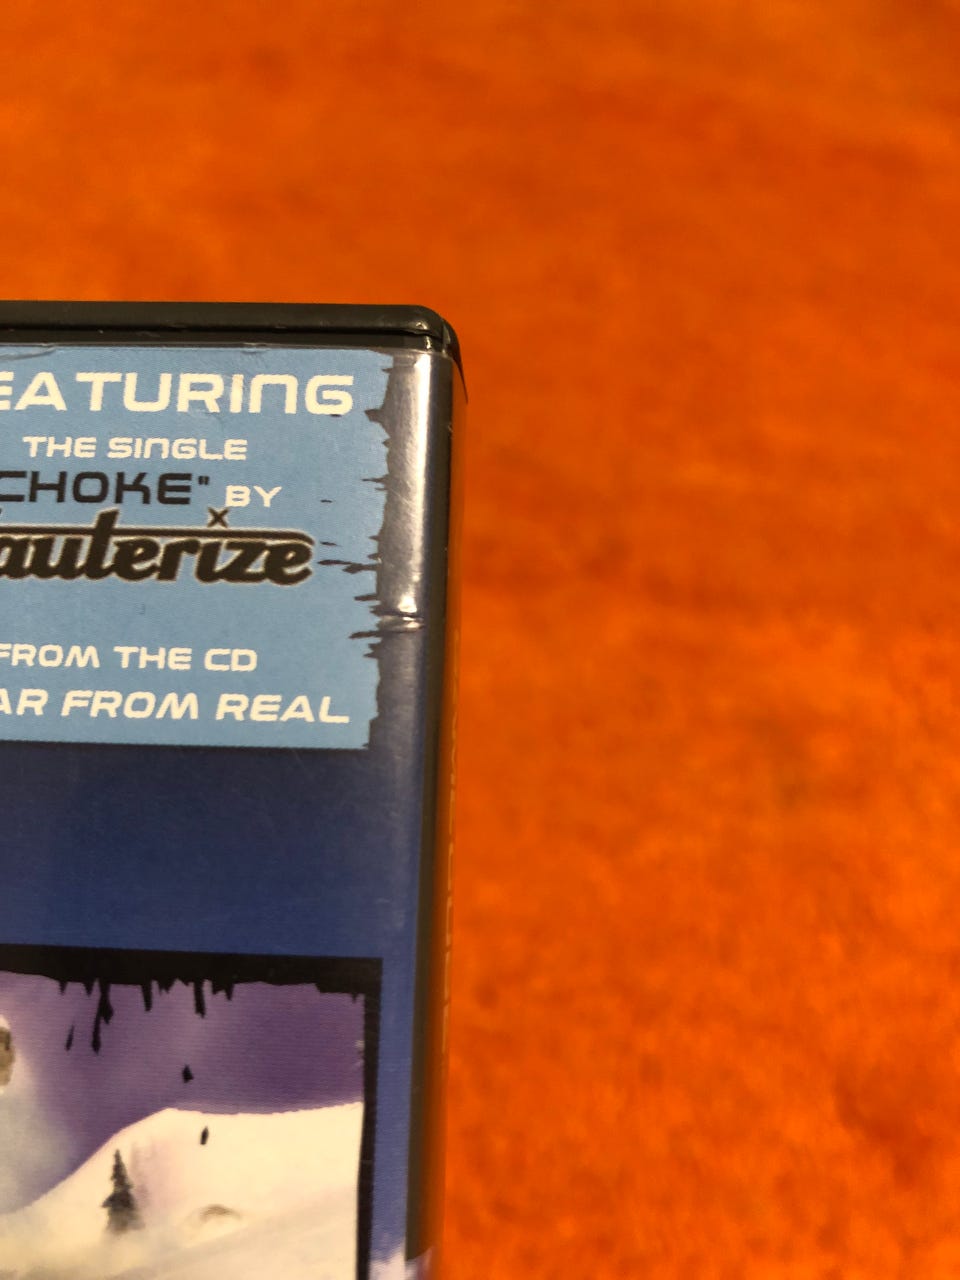 EATURING
THE SINGLE
CHOKE" BY
auterize
FROM THE CD
AR FROM REAL